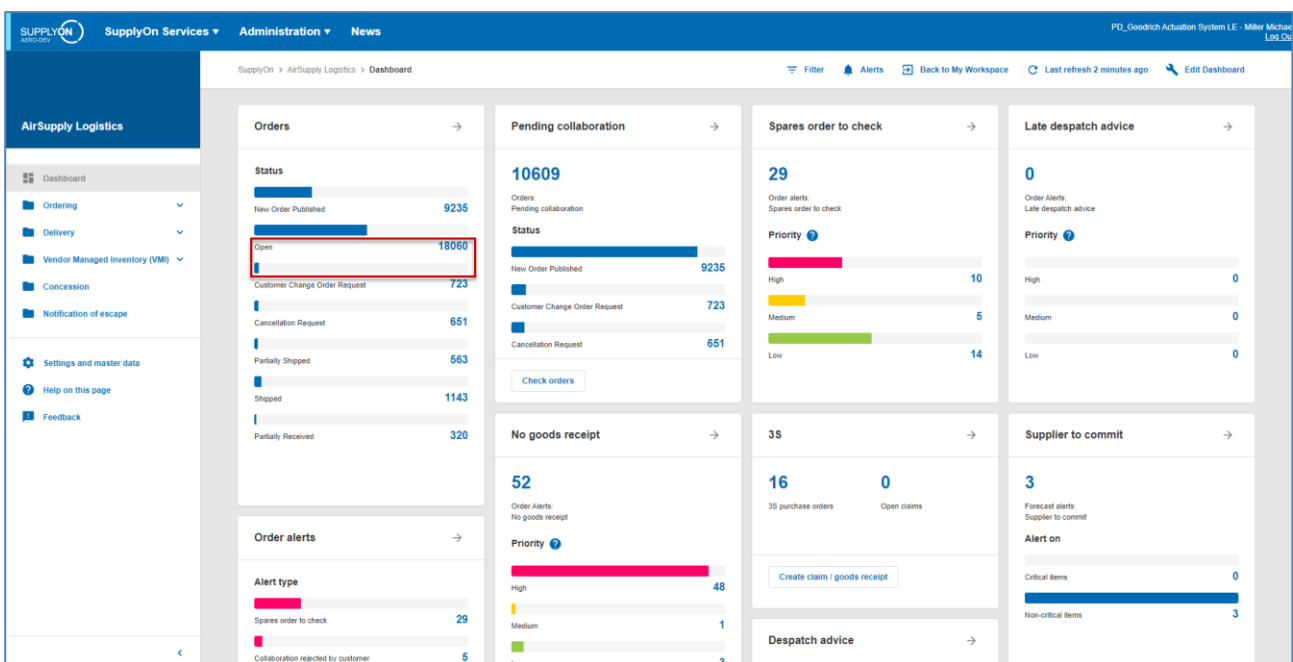 SUPPLYON
AERO-DEV
SupplyOn Services
Administration
News
PD_Goodrich Actuation System LE - Miller Michae
Log Ou
SupplyOn > AirSupply Logistics > Dashboard
Filter
Alerts
Back to My Workspace
Last refresh 2 minutes ago
Edit Dashboard
AirSupply Logistics
Dashboard
Ordering
Delivery
Vendor Managed Inventory (VMI)
Concession
Notification of escape
Settings and master data
Help on this page
Feedback
Orders
Status
New Order Published 9235
Open 18060
Customer Change Order Request 723
Cancellation Request 651
Partially Shipped 563
Shipped 1143
Partially Received 320
Order alerts
Alert type
Spares order to check 29
Collaboration rejected by customer 5
Pending collaboration
10609
Orders:
Pending collaboration
Status
New Order Published 9235
Customer Change Order Request 723
Cancellation Request 651
Check orders
No goods receipt
52
Order Alerts:
No goods receipt
Priority
High 48
Medium 1
Spares order to check
29
Order alerts:
Spares order to check
Priority
High 10
Medium 5
Low 14
3S
16 0
3S purchase orders Open claims
Create claim / goods receipt
Despatch advice
Late despatch advice
0
Order Alerts:
Late despatch advice
Priority
High 0
Medium 0
Low 0
Supplier to commit
3
Forecast alerts:
Supplier to commit
Alert on
Critical items 0
Non-critical items 3